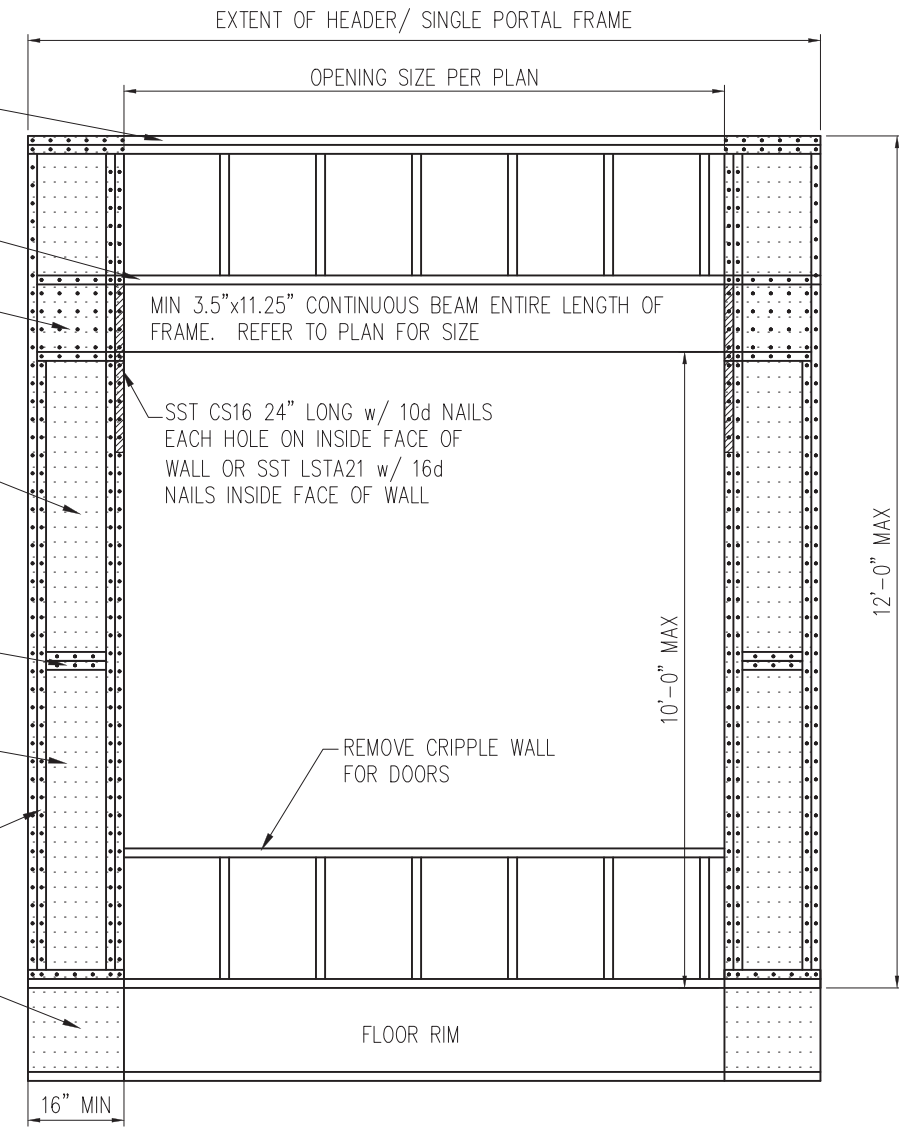 EXTENT OF HEADER/ SINGLE PORTAL FRAME
OPENING SIZE PER PLAN
MIN 3.5"x11.25" CONTINUOUS BEAM ENTIRE LENGTH OF
FRAME. REFER TO PLAN FOR SIZE
SST CS16 24" LONG w/ 10d NAILS
EACH HOLE ON INSIDE FACE OF
WALL OR SST LSTA21 w/ 16d
NAILS INSIDE FACE OF WALL
12'-0" MAX
10'-0" MAX
REMOVE CRIPPLE WALL
FOR DOORS
FLOOR RIM
16" MIN